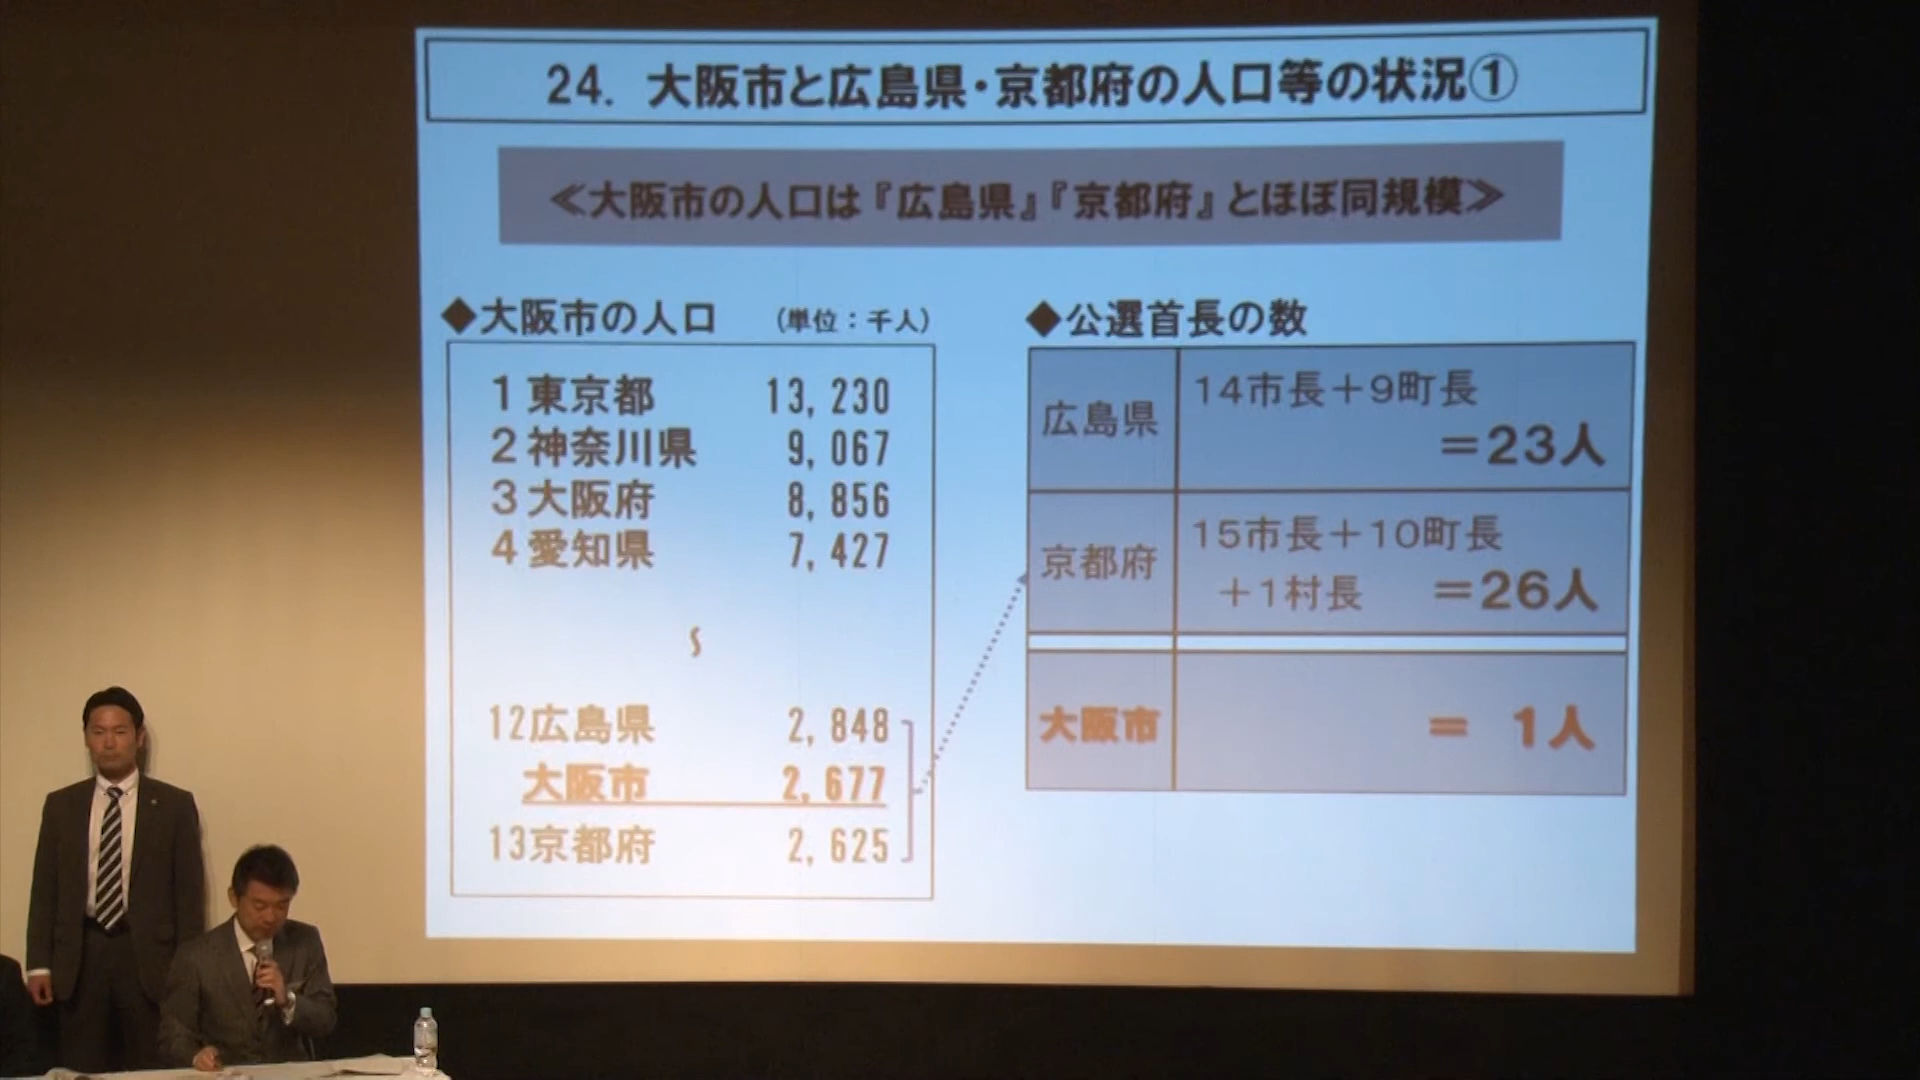 24. 大阪市と広島県・京都府の人口等の状況①
≪大阪市の人口は『広島県』『京都府』とほぼ同規模≫
◆大阪市の人口 （単位：千人）
1 東京都 13,230
2 神奈川県 9,067
3 大阪府 8,856
4 愛知県 7,427
12広島県 2,848
大阪市 2,677
13京都府 2,625
◆公選首長の数
広島県 14市長＋9町長
＝23人
京都府 15市長＋10町長
＋1村長 ＝26人
大阪市 ＝ 1人